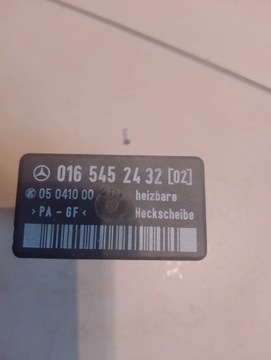 016 545 24 32 [02]
05 0410 00 heizbare
>PA-GF< Heckscheibe